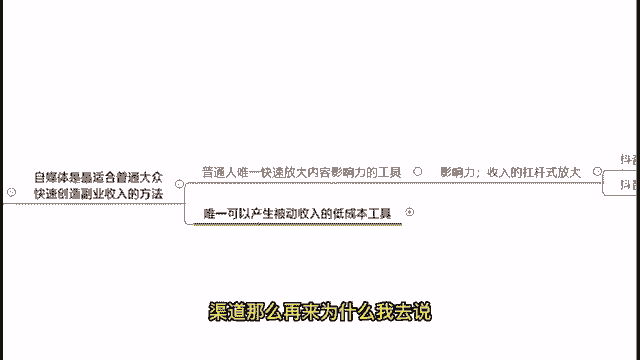 抖音
自媒体是最适合普通大众
快速创造副业收入的方法
普通人唯一快速放大内容影响力的工具
影响力；收入的杠杆式放大
抖音
唯一可以产生被动收入的低成本工具
渠道那么再来为什么我去说